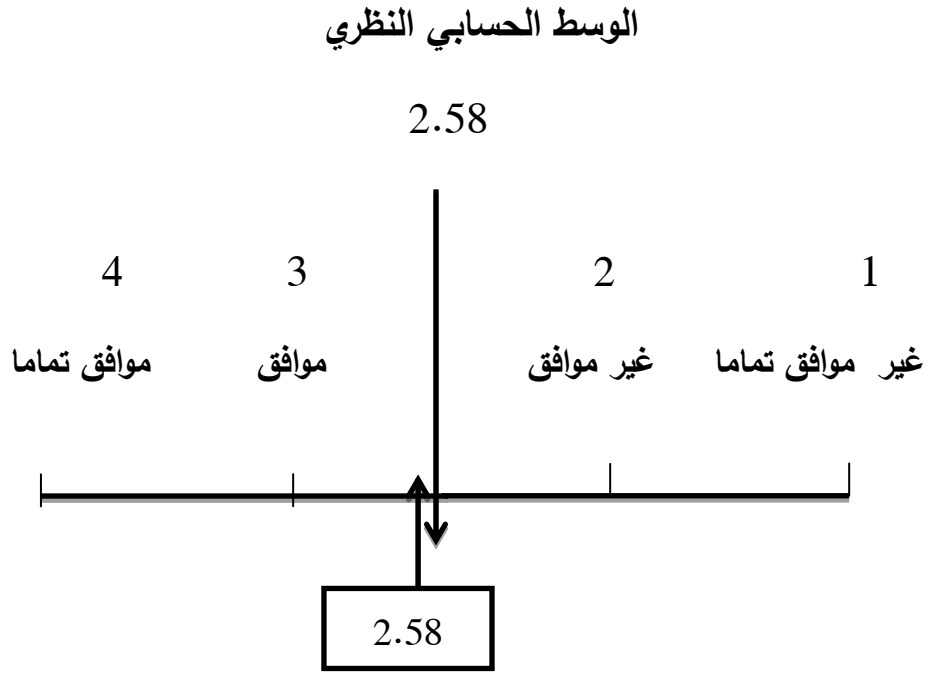 الوسط الحسابي النظري
2.58
1 2 3 4
غير موافق تماما غير موافق موافق موافق تماما
2.58